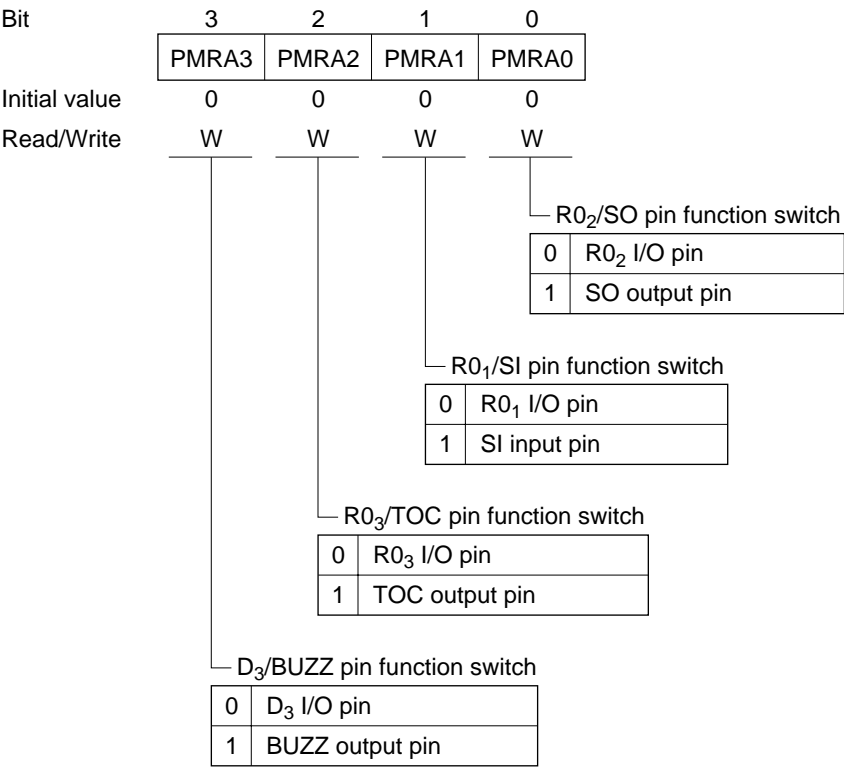 Bit 3 2 1 0
PMRA3 PMRA2 PMRA1 PMRA0
Initial value 0 0 0 0
Read/Write W W W W
R0₂/SO pin function switch
0 R0₂ I/O pin
1 SO output pin
R0₁/SI pin function switch
0 R0₁ I/O pin
1 SI input pin
R0₃/TOC pin function switch
0 R0₃ I/O pin
1 TOC output pin
D₃/BUZZ pin function switch
0 D₃ I/O pin
1 BUZZ output pin